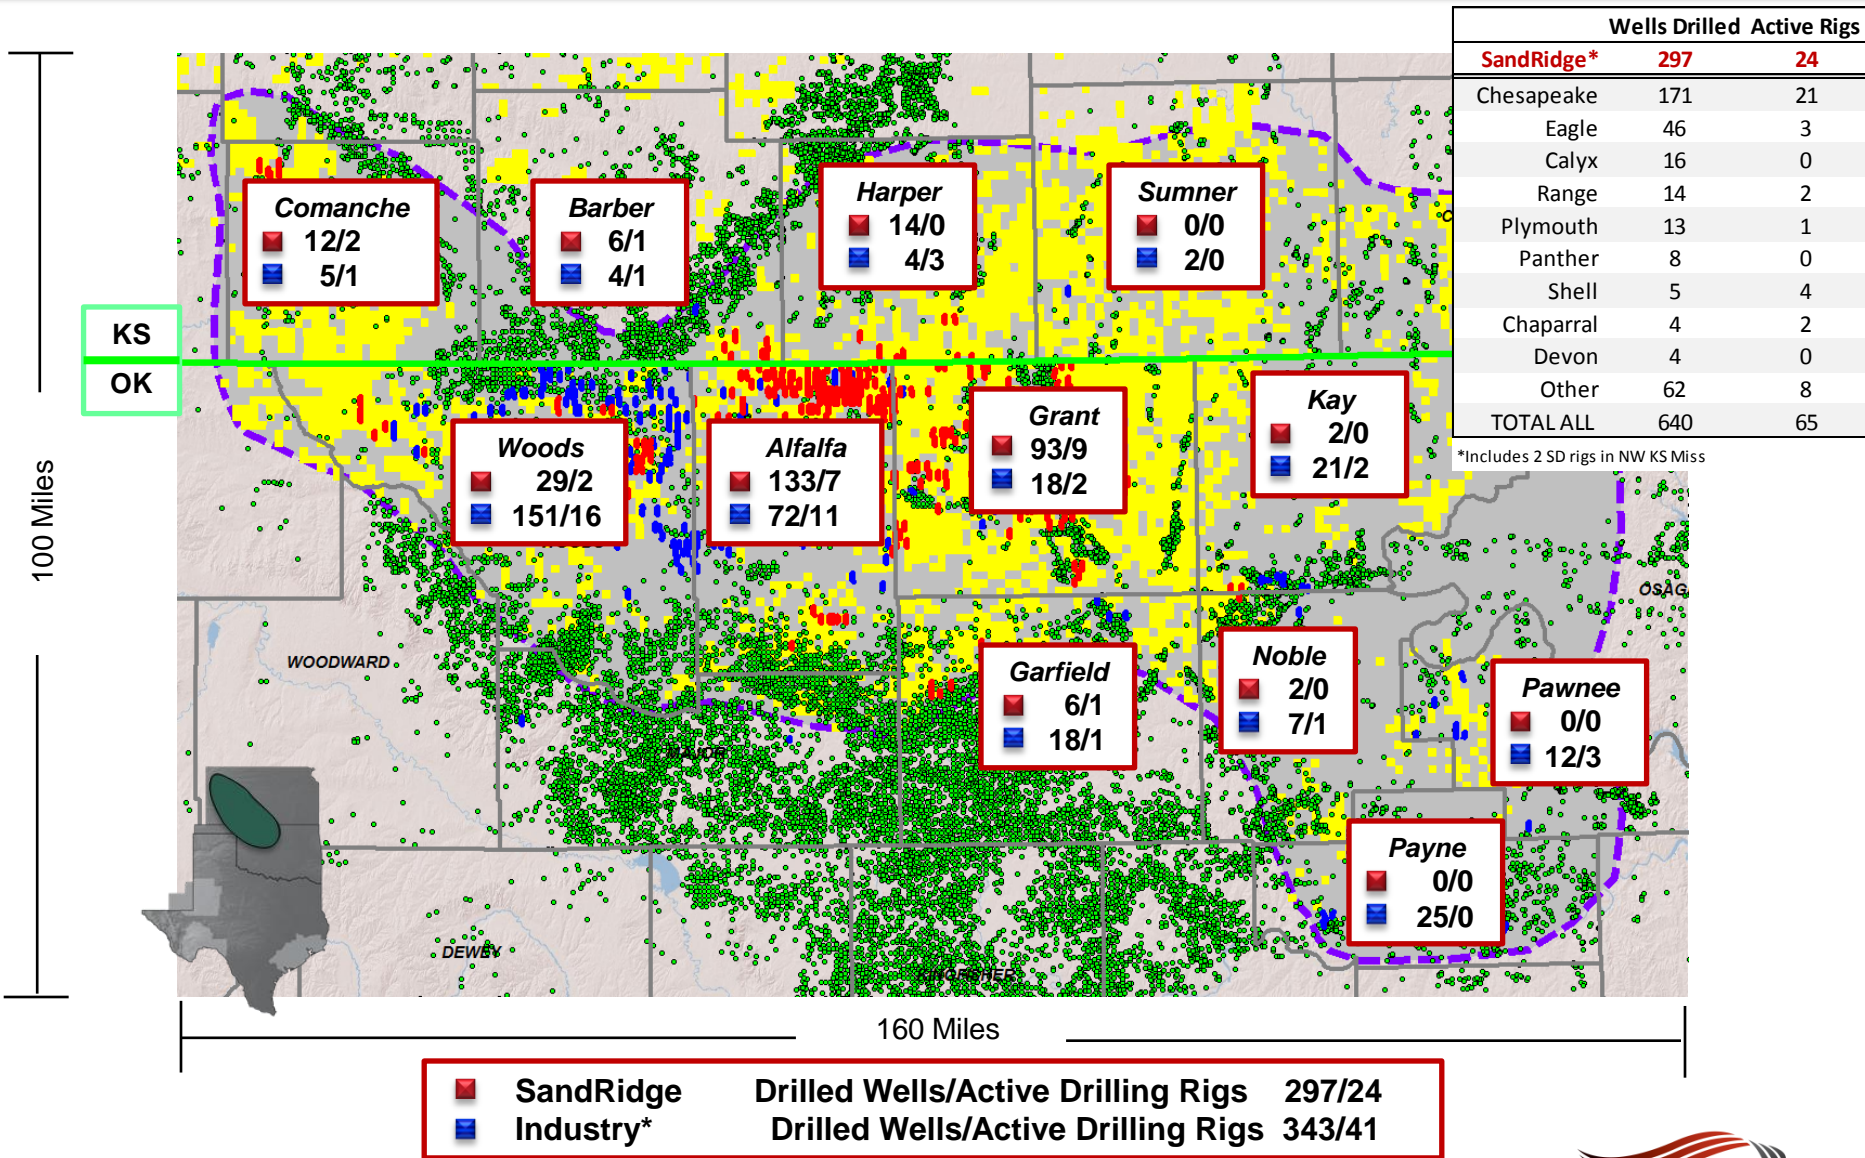 Wells Drilled Active Rigs
SandRidge* 297 24
Chesapeake 171 21
Eagle 46 3
Calyx 16 0
Range 14 2
Plymouth 13 1
Panther 8 0
Shell 5 4
Chaparral 4 2
Devon 4 0
Other 62 8
TOTAL ALL 640 65
*Includes 2 SD rigs in NW KS Miss
100 Miles
KS
OK
Comanche
12/2
5/1
Barber
6/1
4/1
Harper
14/0
4/3
Sumner
0/0
2/0
Woods
29/2
151/16
Alfalfa
133/7
72/11
Grant
93/9
18/2
Kay
2/0
21/2
OSAG
WOODWARD
MAJOR
Garfield
6/1
18/1
Noble
2/0
7/1
Pawnee
0/0
12/3
Payne
0/0
25/0
DEWEY
KINGFISHER
160 Miles
SandRidge Drilled Wells/Active Drilling Rigs 297/24
Industry* Drilled Wells/Active Drilling Rigs 343/41